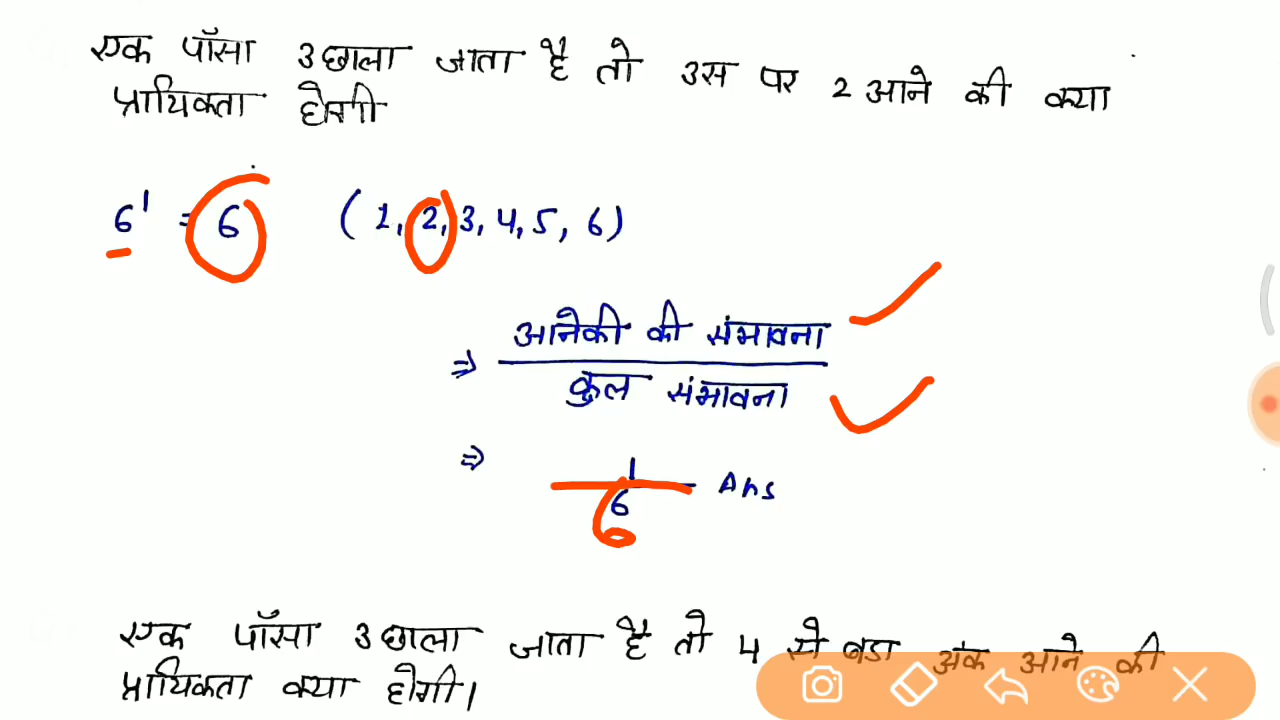 एक पाँसा उछाला जाता है तो उस पर 2 आने की क्या
प्रायिकता होगी
6¹ = 6 (1, 2, 3, 4, 5, 6)
⇒ आनेकी की संभावना
कुल संभावना
⇒ 1
6 Ans
6
एक पाँसा उछाला जाता है तो 4 से बडा अंक आने की
प्रायिकता क्या होगी।